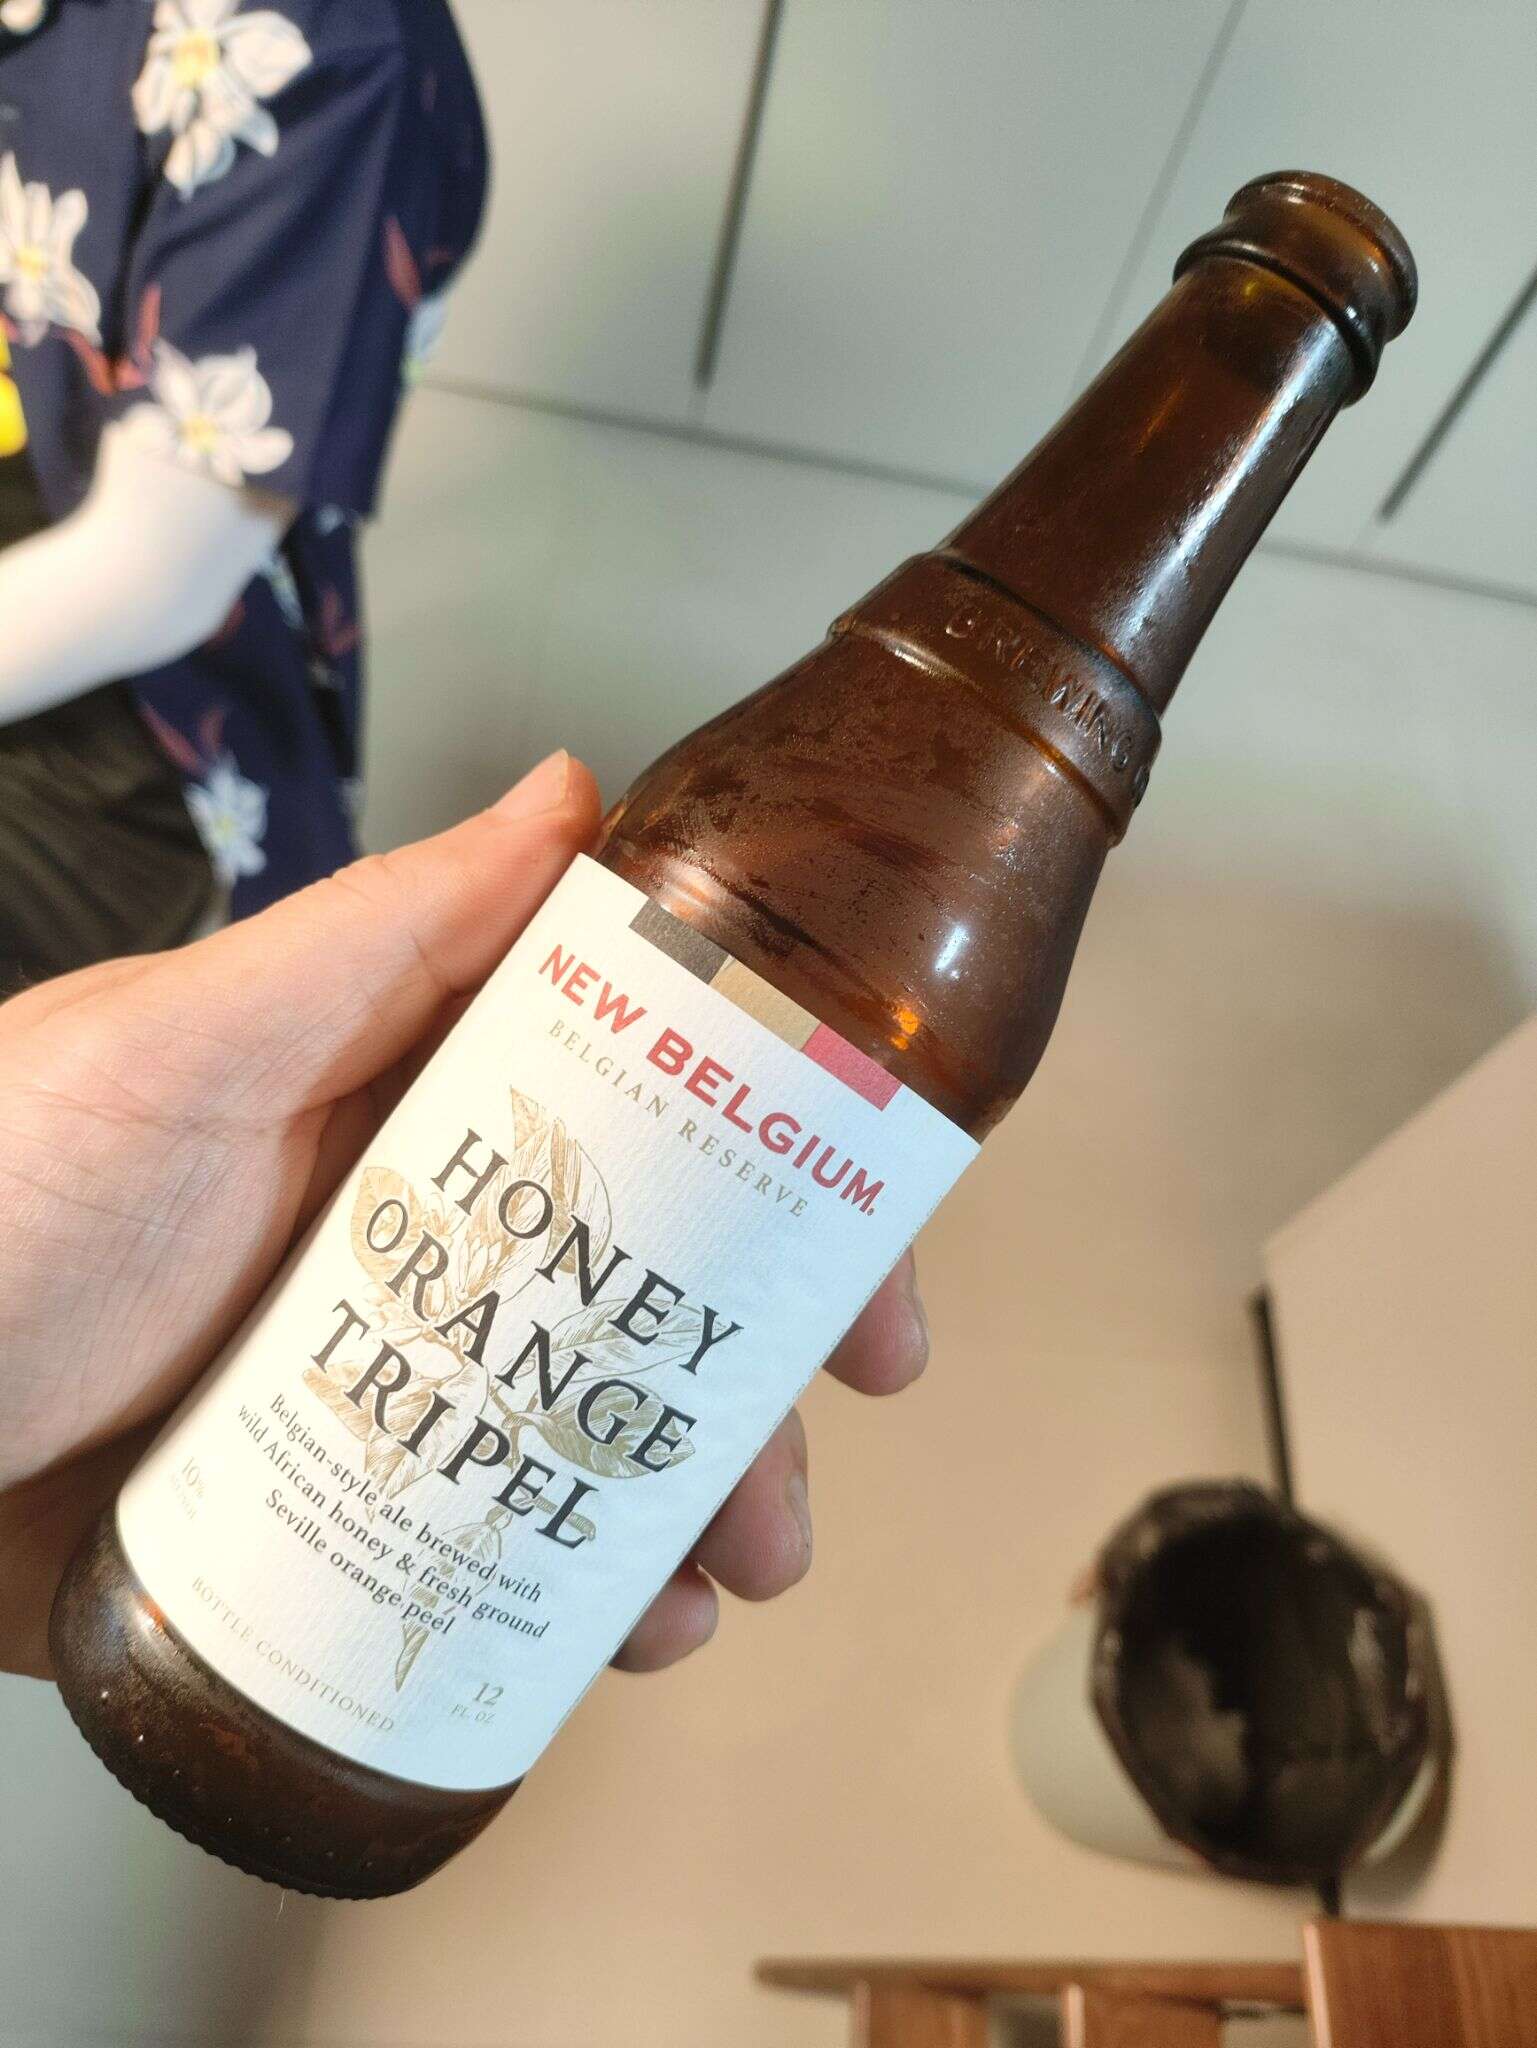 BREWING
NEW BELGIUM®
BELGIAN RESERVE
HONEY
ORANGE
TRIPEL
Belgian-style ale brewed with
wild African honey & fresh ground
Seville orange peel
10%
BOTTLE CONDITIONED
12
FL. OZ.